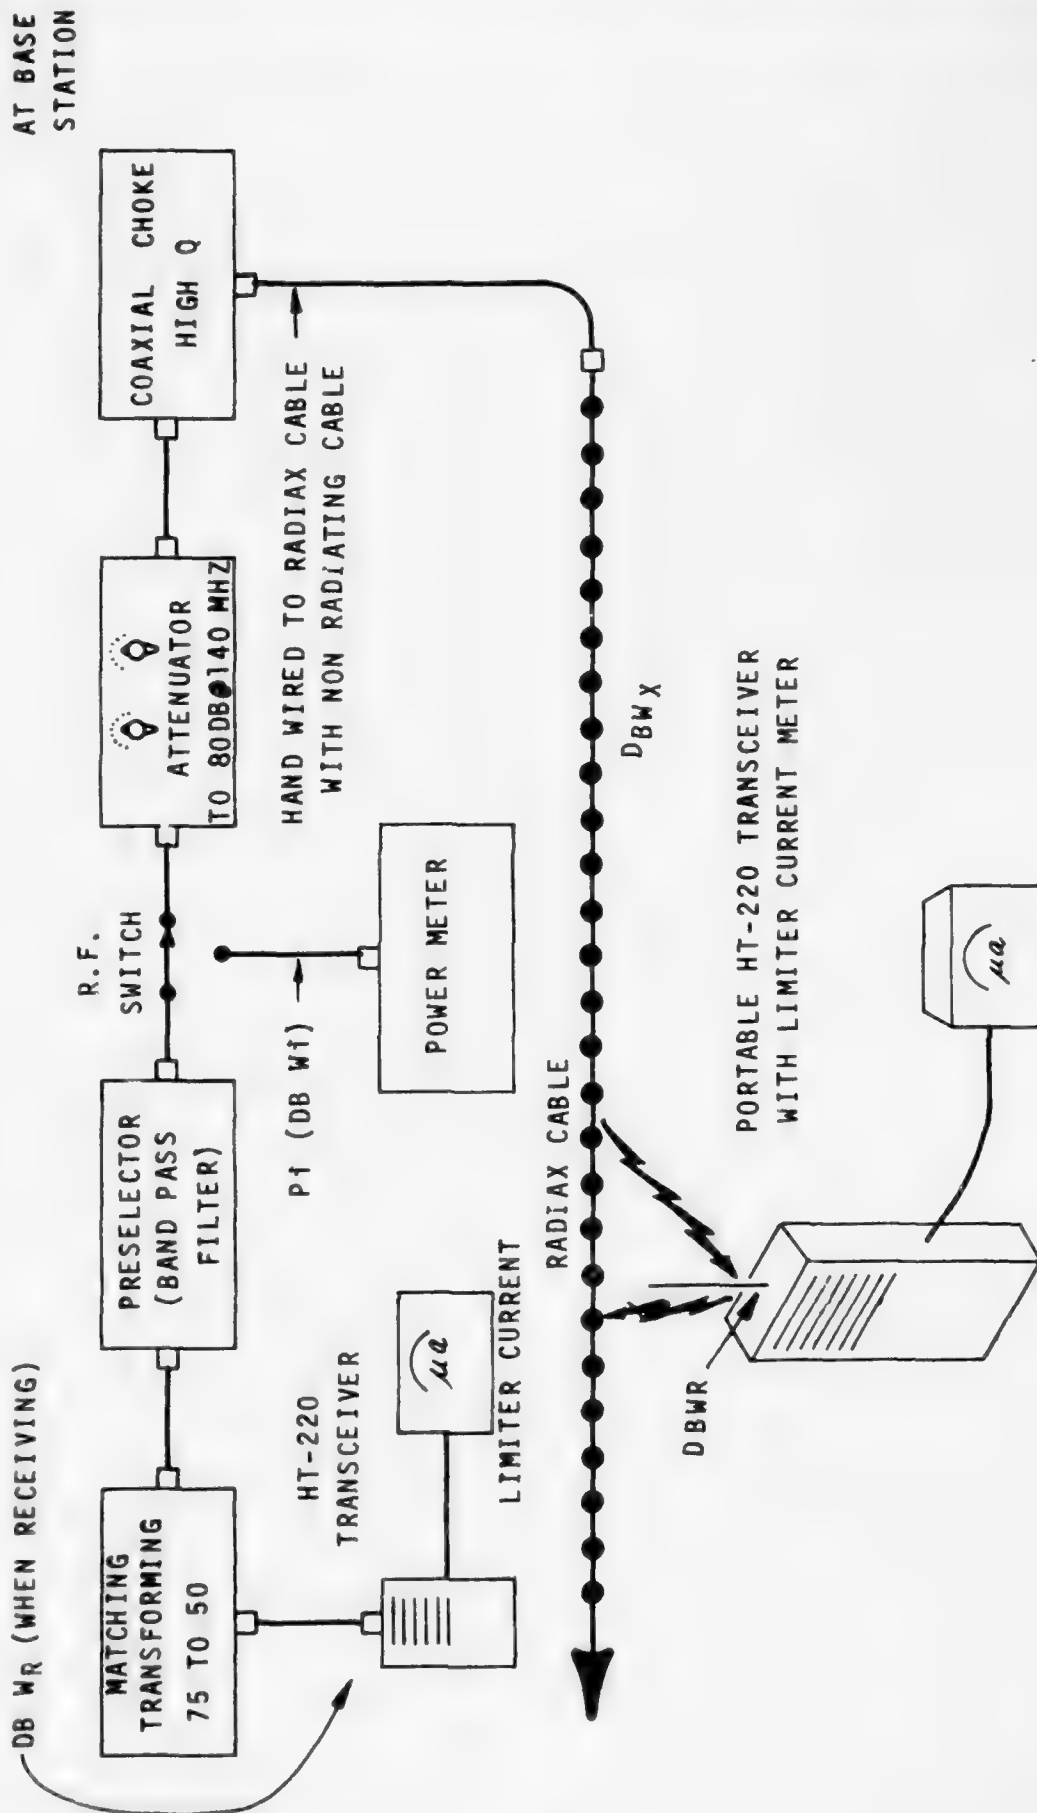 DB WR (WHEN RECEIVING)
AT BASE
STATION
MATCHING
TRANSFORMING
75 TO 50
PRESELECTOR
(BAND PASS
FILTER)
R.F.
SWITCH
ATTENUATOR
TO 80DB@140 MHZ
COAXIAL CHOKE
HIGH Q
HT-220
TRANSCEIVER
μa
LIMITER CURRENT
Pi (DB Wi)
POWER METER
HAND WIRED TO RADIAX CABLE
WITH NON RADIATING CABLE
RADIAX CABLE
DBWX
DBWR
PORTABLE HT-220 TRANSCEIVER
WITH LIMITER CURRENT METER
μa